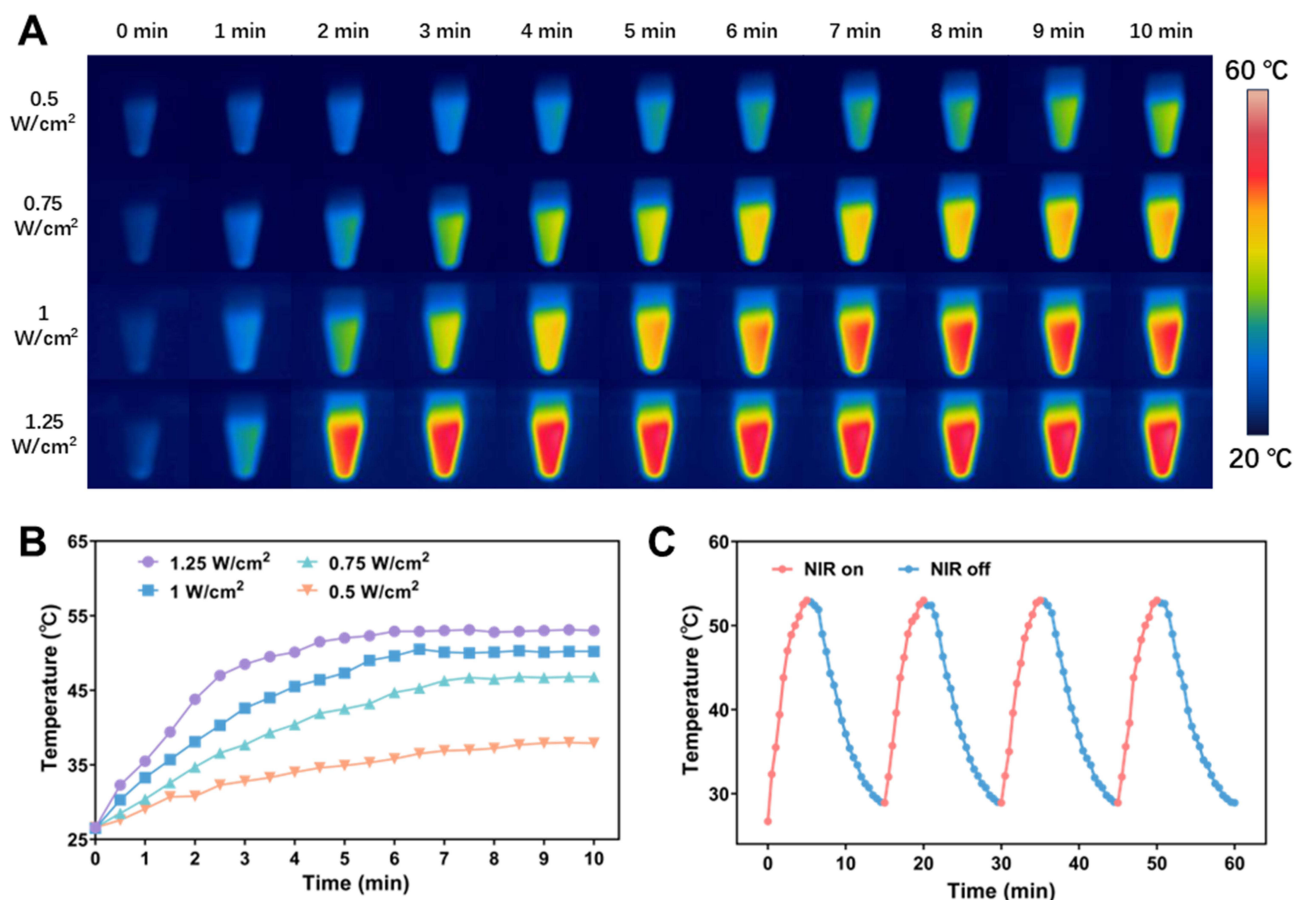 A
0 min 1 min 2 min 3 min 4 min 5 min 6 min 7 min 8 min 9 min 10 min
60 ℃
0.5
W/cm²
0.75
W/cm²
1
W/cm²
1.25
W/cm²
20 ℃
B
65
55
45
35
25
Temperature (℃)
1.25 W/cm² 0.75 W/cm²
1 W/cm² 0.5 W/cm²
0 1 2 3 4 5 6 7 8 9 10
Time (min)
C
60
50
40
30
Temperature (℃)
NIR on NIR off
0 10 20 30 40 50 60
Time (min)